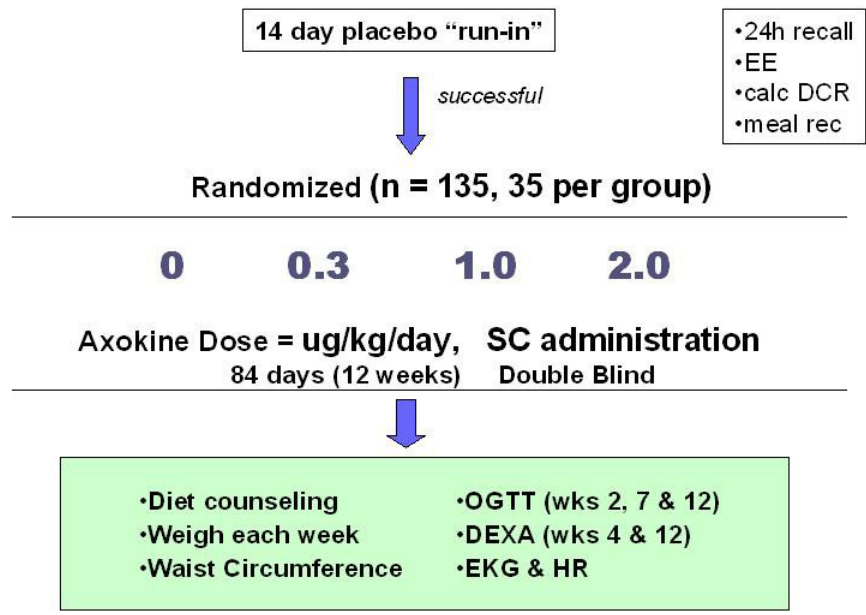 14 day placebo “run-in”
•24h recall
•EE
•calc DCR
•meal rec
successful
Randomized (n = 135, 35 per group)
0 0.3 1.0 2.0
Axokine Dose = ug/kg/day, SC administration
84 days (12 weeks) Double Blind
•Diet counseling
•Weigh each week
•Waist Circumference
•OGTT (wks 2, 7 & 12)
•DEXA (wks 4 & 12)
•EKG & HR